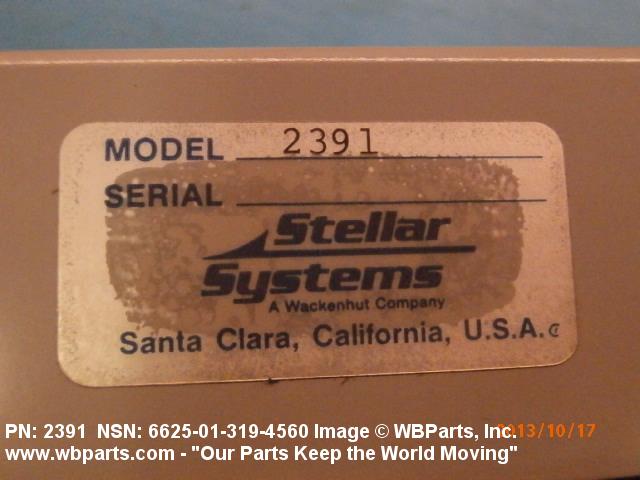 MODEL 2391
SERIAL
Stellar
Systems
A Wackenhut Company
Santa Clara, California, U.S.A.
PN: 2391 NSN: 6625-01-319-4560 Image © WBParts, Inc. 2013/10/17
www.wbparts.com - "Our Parts Keep the World Moving"